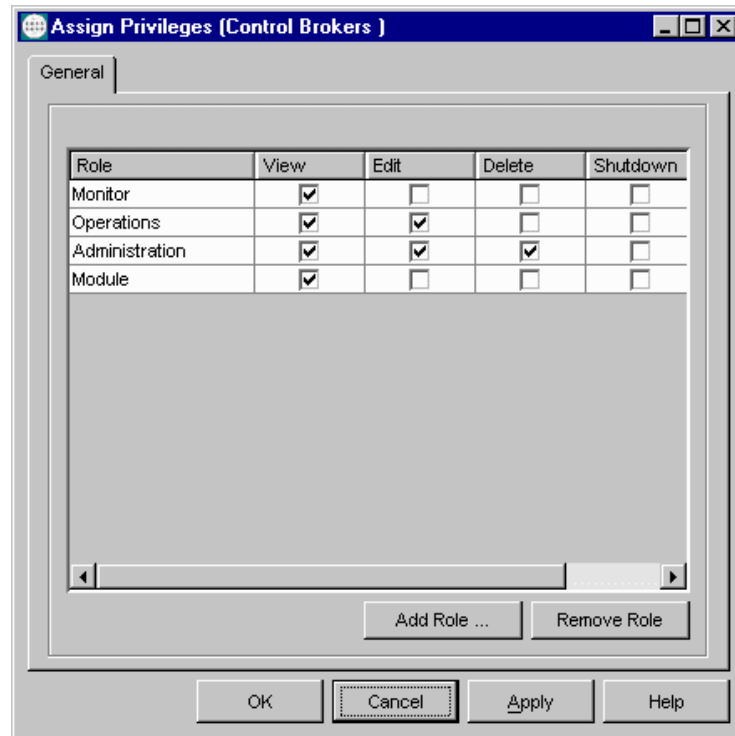 Assign Privileges (Control Brokers )
General
Role View Edit Delete Shutdown
Monitor
Operations
Administration
Module
Add Role ... Remove Role
OK Cancel Apply Help